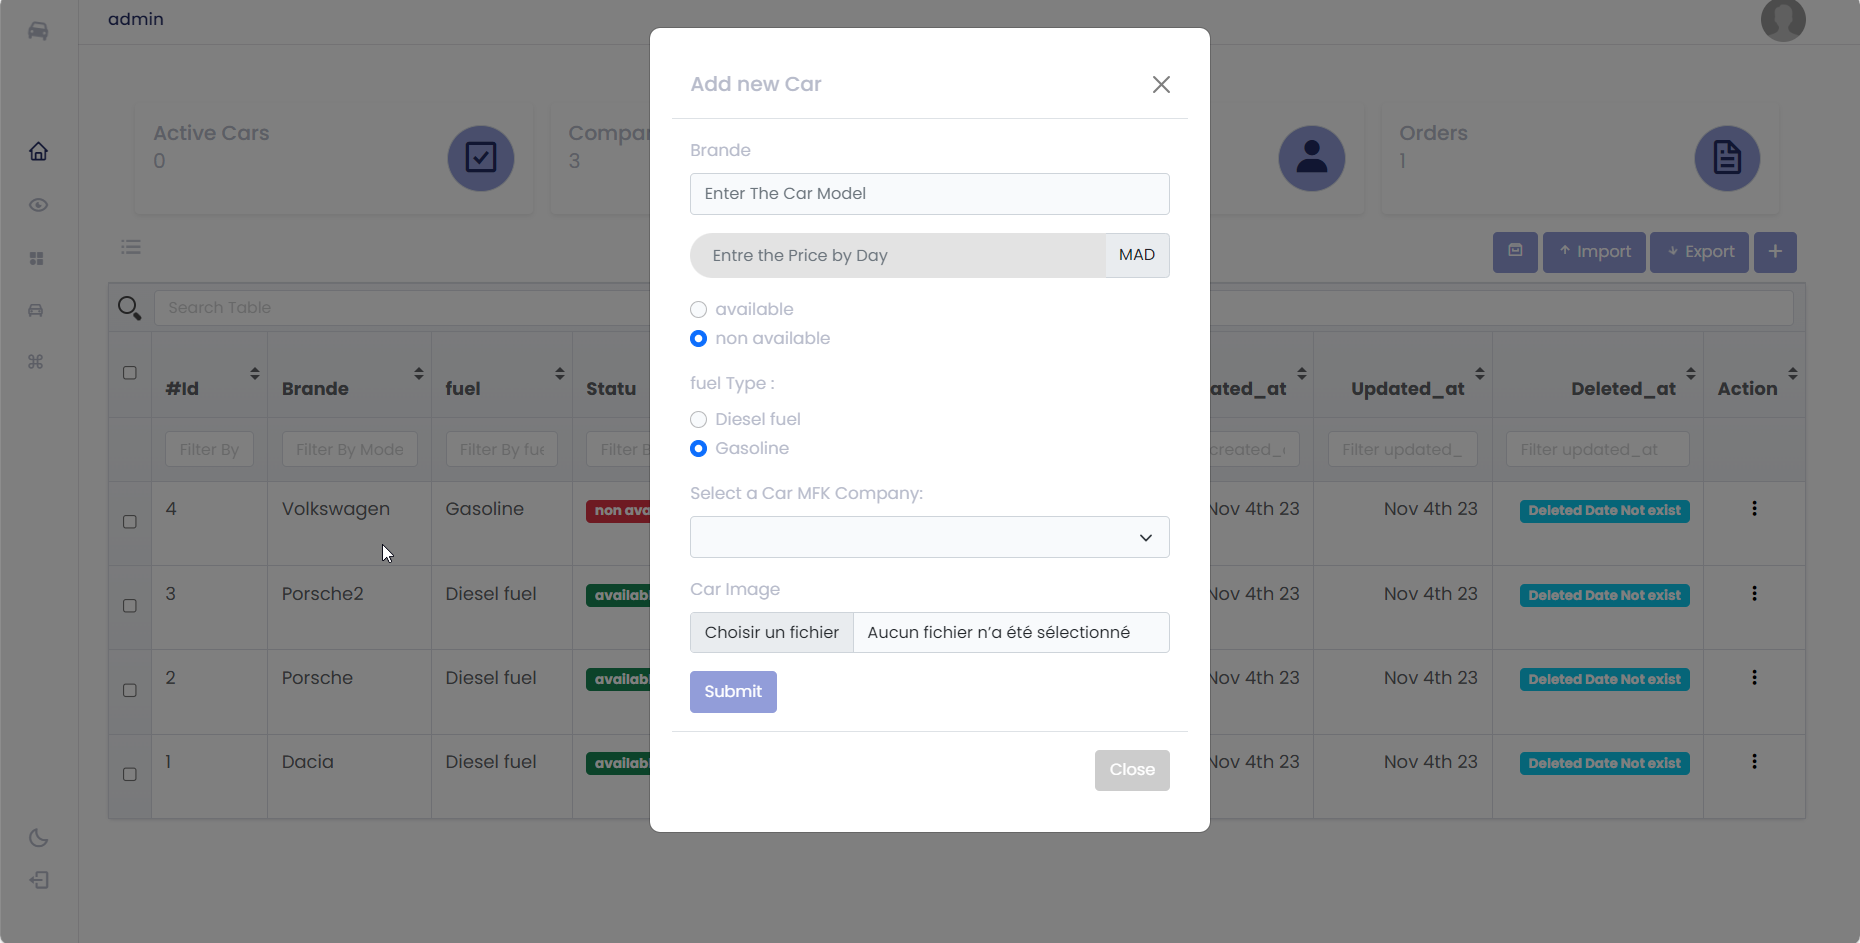 admin
Add new Car
Active Cars
0
3
Orders
1
Brande
Enter The Car Model
Entre the Price by Day
MAD
Import
Export
Search Table
available
non available
#Id
Brande
fuel
Statu
ated_at
Updated_at
Deleted_at
Action
fuel Type :
Diesel fuel
Gasoline
Filter By
Filter By Mode
Filter By fue
Filter B
created_
Filter updated_
Filter updated_at
Select a Car MFK Company:
4
Volkswagen
Gasoline
non ava
Nov 4th 23
Nov 4th 23
Deleted Date Not exist
Car Image
3
Porsche2
Diesel fuel
availabl
Nov 4th 23
Nov 4th 23
Deleted Date Not exist
Choisir un fichier
Aucun fichier n’a été sélectionné
2
Porsche
Diesel fuel
availabl
Nov 4th 23
Nov 4th 23
Deleted Date Not exist
Submit
1
Dacia
Diesel fuel
availabl
Nov 4th 23
Nov 4th 23
Deleted Date Not exist
Close